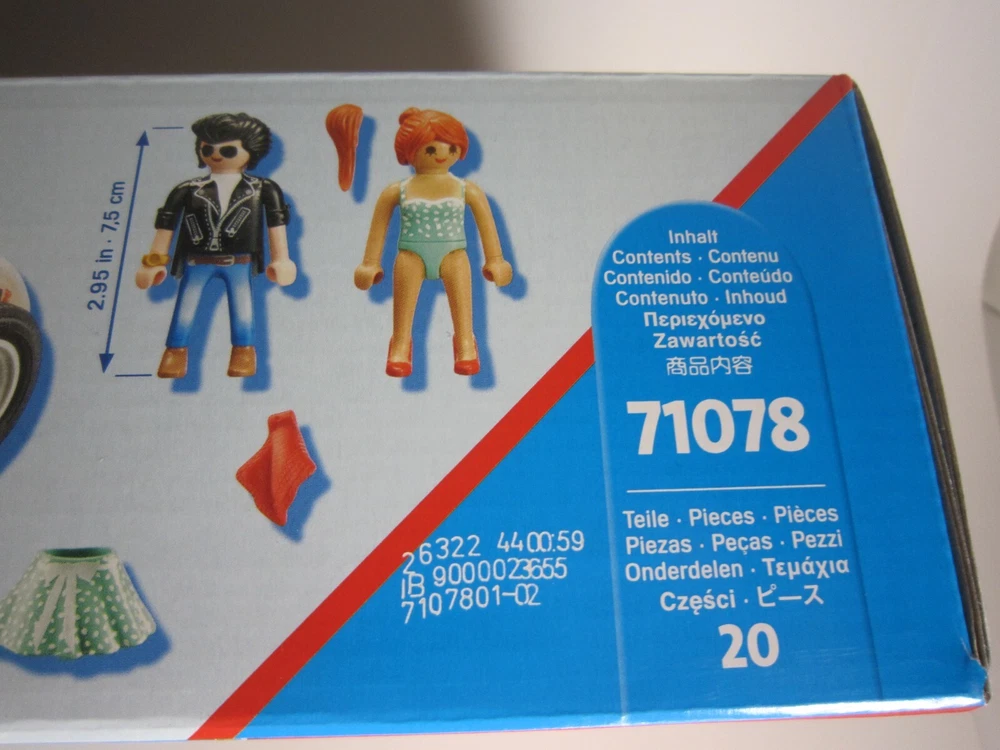 2.95 in · 7,5 cm
Inhalt
Contents · Contenu
Contenido · Conteúdo
Contenuto · Inhoud
Περιεχόμενο
Zawartość
商品内容
71078
Teile · Pieces · Pièces
Piezas · Peças · Pezzi
Onderdelen · Τεμάχια
Części · ピース
20
26322 4400:59
IB 9000023655
7107801-02